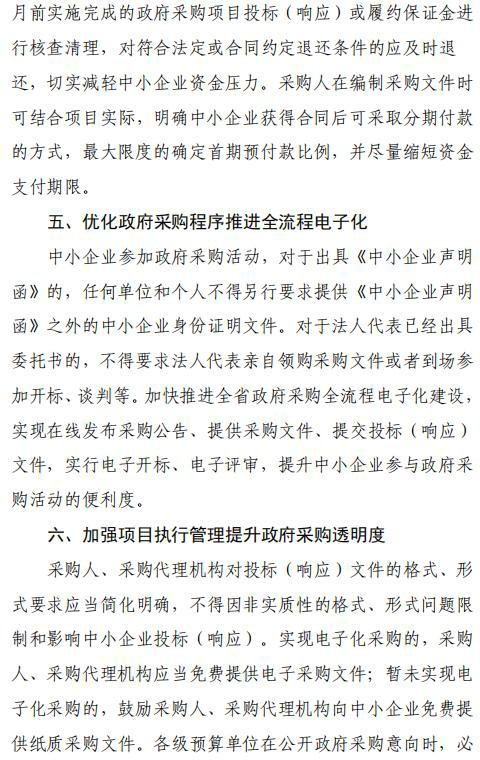 月前实施完成的政府采购项目投标（响应）或履约保证金进
行核查清理，对符合法定或合同约定退还条件的应及时退
还，切实减轻中小企业资金压力。采购人在编制采购文件时
可结合项目实际，明确中小企业获得合同后可采取分期付款
的方式，最大限度的确定首期预付款比例，并尽量缩短资金
支付期限。
五、优化政府采购程序推进全流程电子化
中小企业参加政府采购活动，对于出具《中小企业声明
函》的，任何单位和个人不得另行要求提供《中小企业声明
函》之外的中小企业身份证明文件。对于法人代表已经出具
委托书的，不得要求法人代表亲自领购采购文件或者到场参
加开标、谈判等。加快推进全省政府采购全流程电子化建设，
实现在线发布采购公告、提供采购文件、提交投标（响应）
文件，实行电子开标、电子评审，提升中小企业参与政府采
购活动的便利度。
六、加强项目执行管理提升政府采购透明度
采购人、采购代理机构对投标（响应）文件的格式、形
式要求应当简化明确，不得因非实质性的格式、形式问题限
制和影响中小企业投标（响应）。实现电子化采购的，采购
人、采购代理机构应当免费提供电子采购文件；暂未实现电
子化采购的，鼓励采购人、采购代理机构向中小企业免费提
供纸质采购文件。各级预算单位在公开政府采购意向时，必